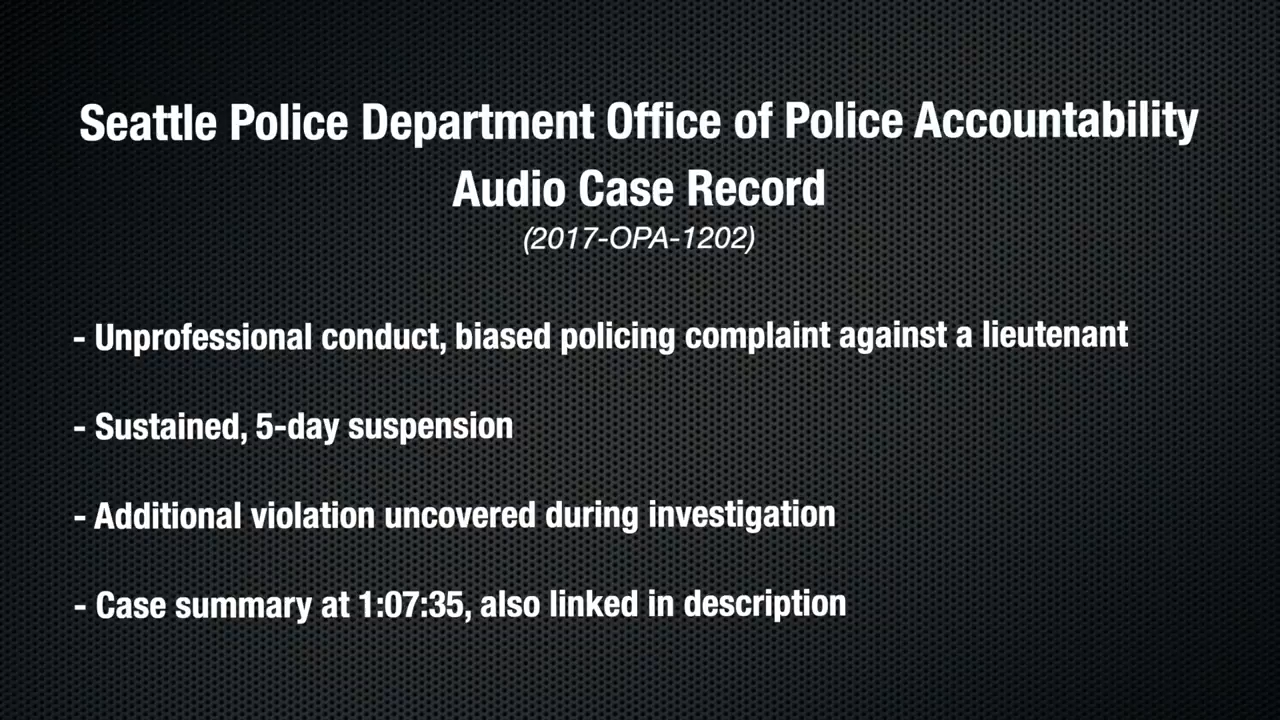 Seattle Police Department Office of Police Accountability
Audio Case Record
(2017-OPA-1202)
- Unprofessional conduct, biased policing complaint against a lieutenant
- Sustained, 5-day suspension
- Additional violation uncovered during investigation
- Case summary at 1:07:35, also linked in description